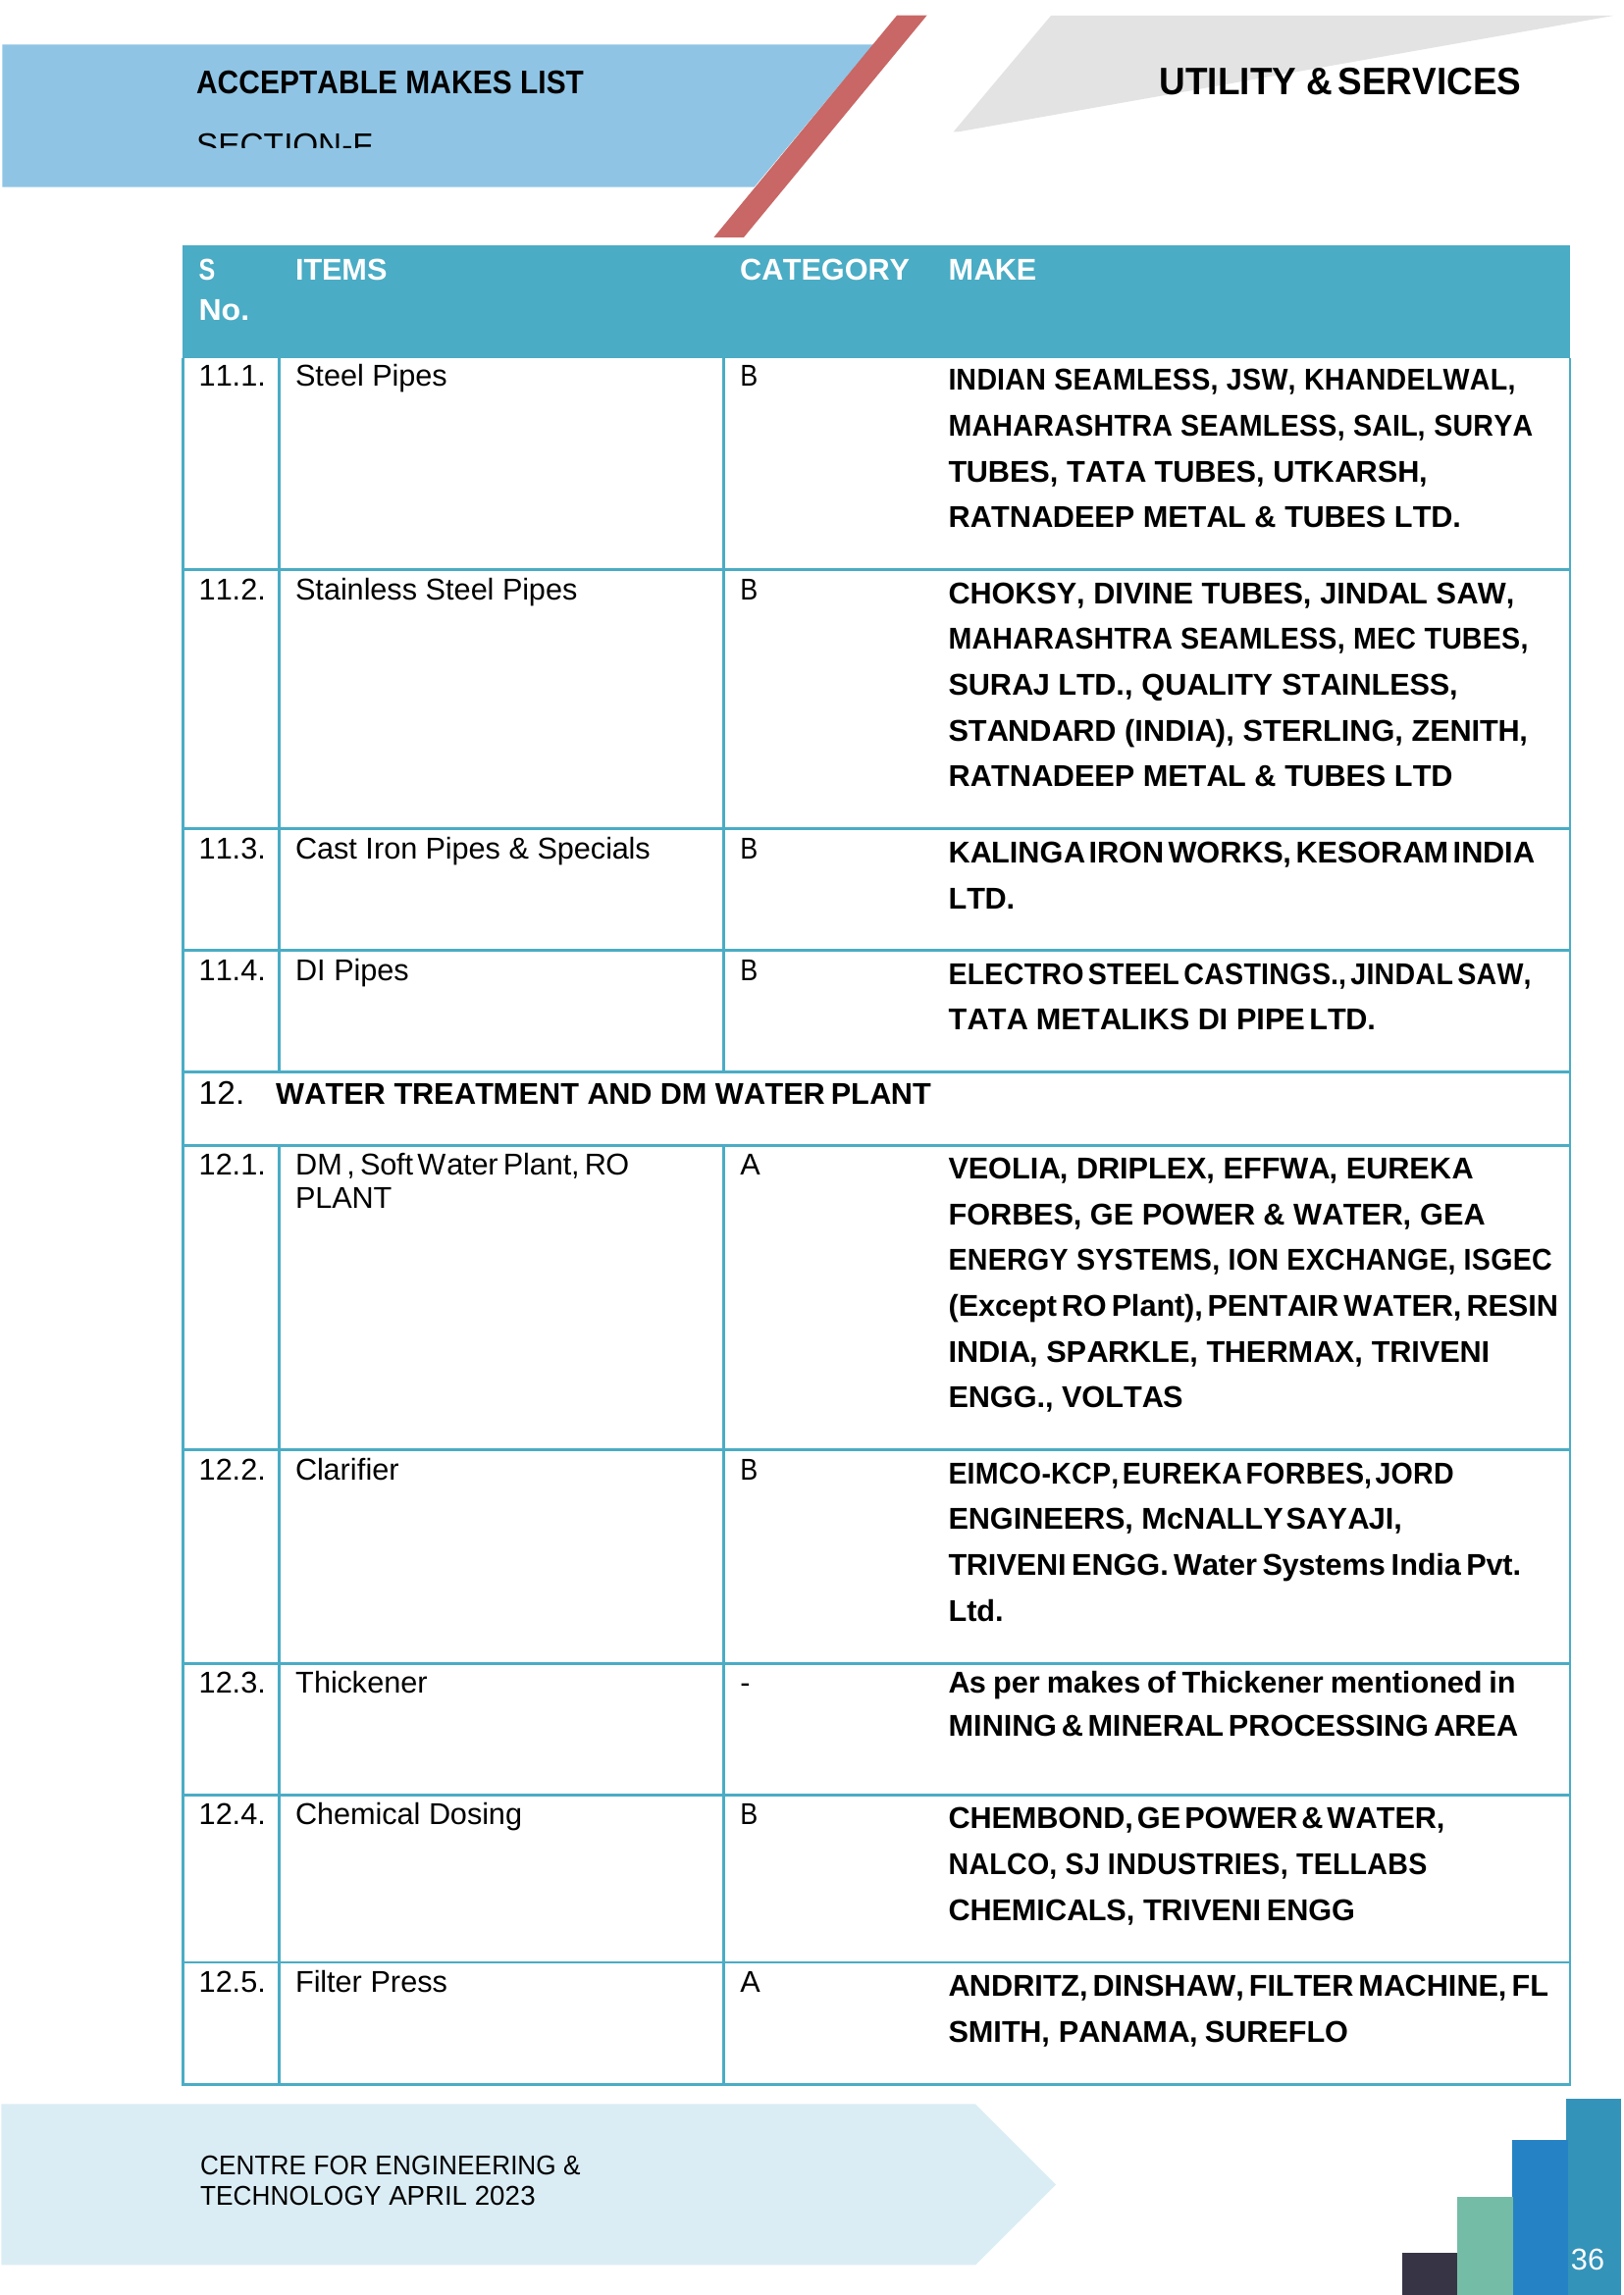 ACCEPTABLE MAKES LIST
UTILITY & SERVICES
SECTION-F
S No. ITEMS CATEGORY MAKE
11.1. Steel Pipes B INDIAN SEAMLESS, JSW, KHANDELWAL,
MAHARASHTRA SEAMLESS, SAIL, SURYA
TUBES, TATA TUBES, UTKARSH,
RATNADEEP METAL & TUBES LTD.
11.2. Stainless Steel Pipes B CHOKSY, DIVINE TUBES, JINDAL SAW,
MAHARASHTRA SEAMLESS, MEC TUBES,
SURAJ LTD., QUALITY STAINLESS,
STANDARD (INDIA), STERLING, ZENITH,
RATNADEEP METAL & TUBES LTD
11.3. Cast Iron Pipes & Specials B KALINGA IRON WORKS, KESORAM INDIA
LTD.
11.4. DI Pipes B ELECTRO STEEL CASTINGS., JINDAL SAW,
TATA METALIKS DI PIPE LTD.
12. WATER TREATMENT AND DM WATER PLANT
12.1. DM , Soft Water Plant, RO PLANT A VEOLIA, DRIPLEX, EFFWA, EUREKA
FORBES, GE POWER & WATER, GEA
ENERGY SYSTEMS, ION EXCHANGE, ISGEC
(Except RO Plant), PENTAIR WATER, RESIN
INDIA, SPARKLE, THERMAX, TRIVENI
ENGG., VOLTAS
12.2. Clarifier B EIMCO-KCP, EUREKA FORBES, JORD
ENGINEERS, McNALLY SAYAJI,
TRIVENI ENGG. Water Systems India Pvt.
Ltd.
12.3. Thickener - As per makes of Thickener mentioned in
MINING & MINERAL PROCESSING AREA
12.4. Chemical Dosing B CHEMBOND, GE POWER & WATER,
NALCO, SJ INDUSTRIES, TELLABS
CHEMICALS, TRIVENI ENGG
12.5. Filter Press A ANDRITZ, DINSHAW, FILTER MACHINE, FL
SMITH, PANAMA, SUREFLO
CENTRE FOR ENGINEERING &
TECHNOLOGY APRIL 2023
36